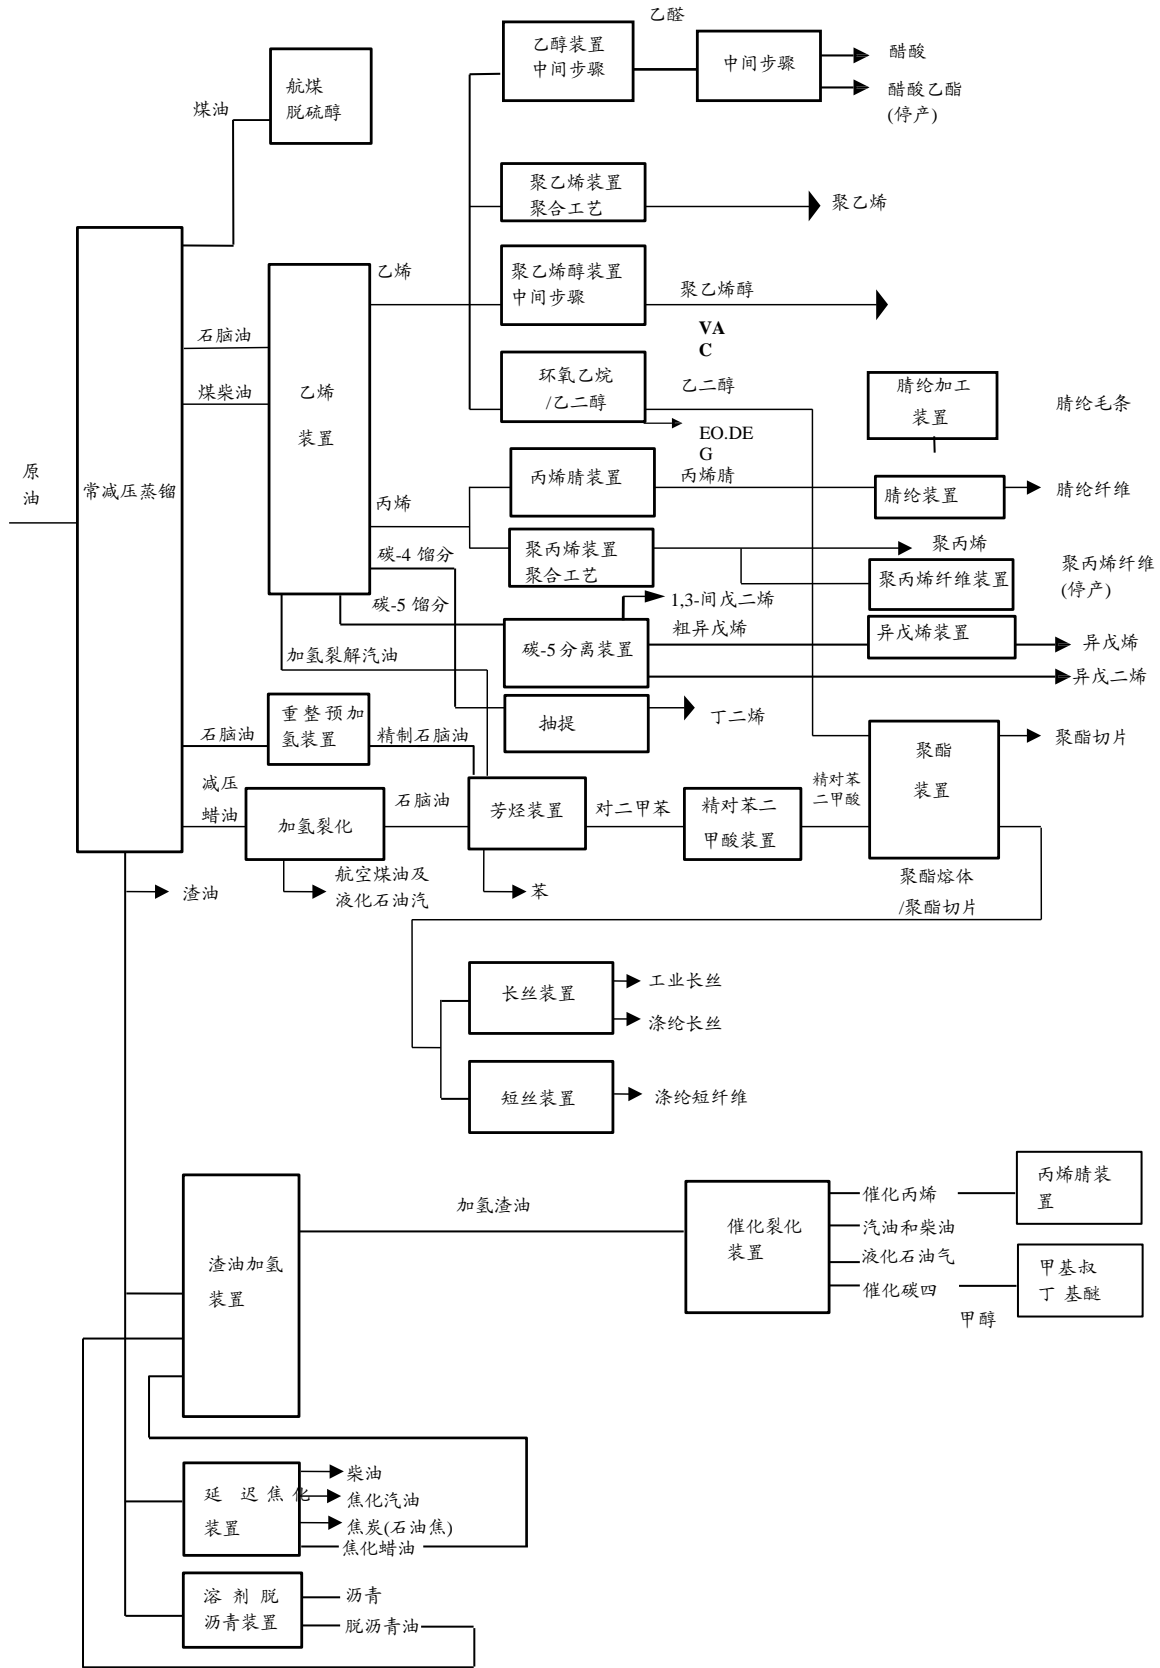 乙醛
乙醇装置
中间步骤
中间步骤
醋酸
醋酸乙酯
(停产)
航煤
脱硫醇
煤油
聚乙烯装置
聚合工艺
聚乙烯
乙烯
聚乙烯醇装置
中间步骤
聚乙烯醇
VA
C
石脑油
煤柴油
乙烯
装置
环氧乙烷
/乙二醇
乙二醇
EO.DE
G
腈纶加工
装置
腈纶毛条
原
油
常减压蒸镏
丙烯
丙烯腈装置
丙烯腈
腈纶装置
腈纶纤维
碳-4 馏分
聚丙烯装置
聚合工艺
聚丙烯
聚丙烯纤维装置
聚丙烯纤维
(停产)
碳-5 馏分
1,3-间戊二烯
粗异戊烯
碳-5分离装置
异戊烯装置
异戊烯
异戊二烯
加氢裂解汽油
石脑油
重整预加
氢装置
精制石脑油
抽提
丁二烯
聚酯
装置
聚酯切片
减压
蜡油
加氢裂化
石脑油
芳烃装置
对二甲苯
精对苯二
甲酸装置
精对苯
二甲酸
渣油
航空煤油及
液化石油汽
苯
聚酯熔体
/聚酯切片
长丝装置
工业长丝
涤纶长丝
短丝装置
涤纶短纤维
渣油加氢
装置
加氢渣油
催化裂化
装置
催化丙烯
汽油和柴油
液化石油气
催化碳四
丙烯腈装
置
甲基叔
丁 基醚
甲醇
延 迟焦化
装置
柴油
焦化汽油
焦炭(石油焦)
焦化蜡油
溶剂脱
沥青装置
沥青
脱沥青油